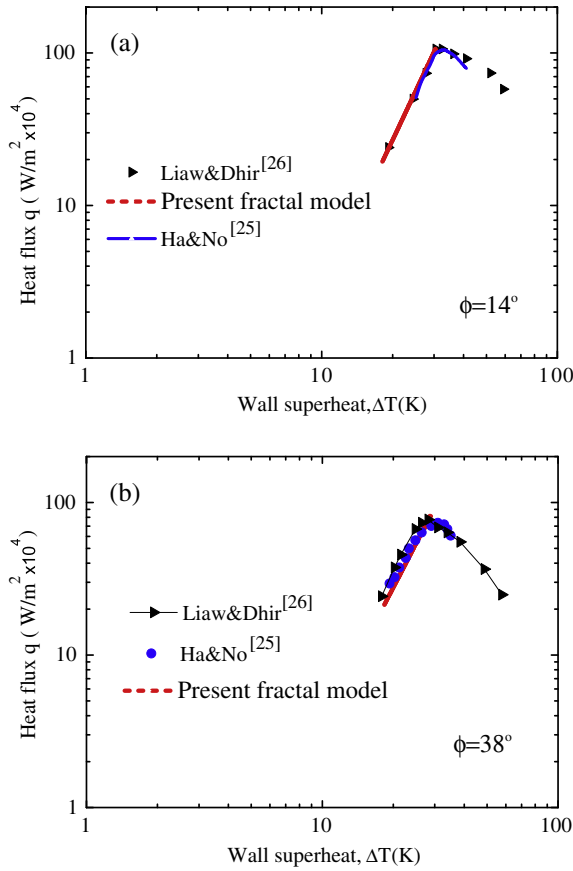 (a)
100
10
1
Heat flux q ( W/m² x10⁴)
Liaw&Dhir[26]
Present fractal model
Ha&No[25]
ϕ=14°
1
10
100
Wall superheat,ΔT(K)
(b)
100
10
1
Heat flux q ( W/m² x10⁴)
Liaw&Dhir[26]
Ha&No[25]
Present fractal model
ϕ=38°
1
10
100
Wall superheat, ΔT(K)